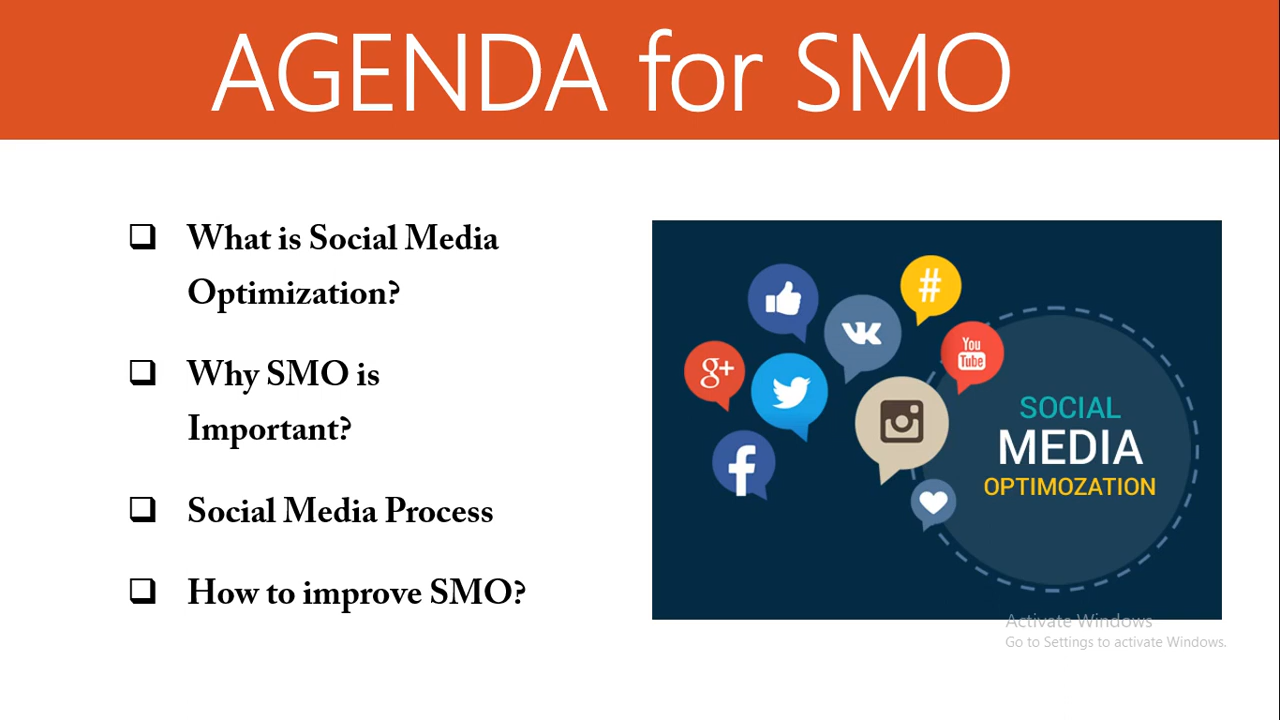 AGENDA for SMO
What is Social Media
Optimization?
Why SMO is
Important?
Social Media Process
How to improve SMO?
#
You
Tube
g+
f
SOCIAL
MEDIA
OPTIMOZATION
Activate Windows
Go to Settings to activate Windows.